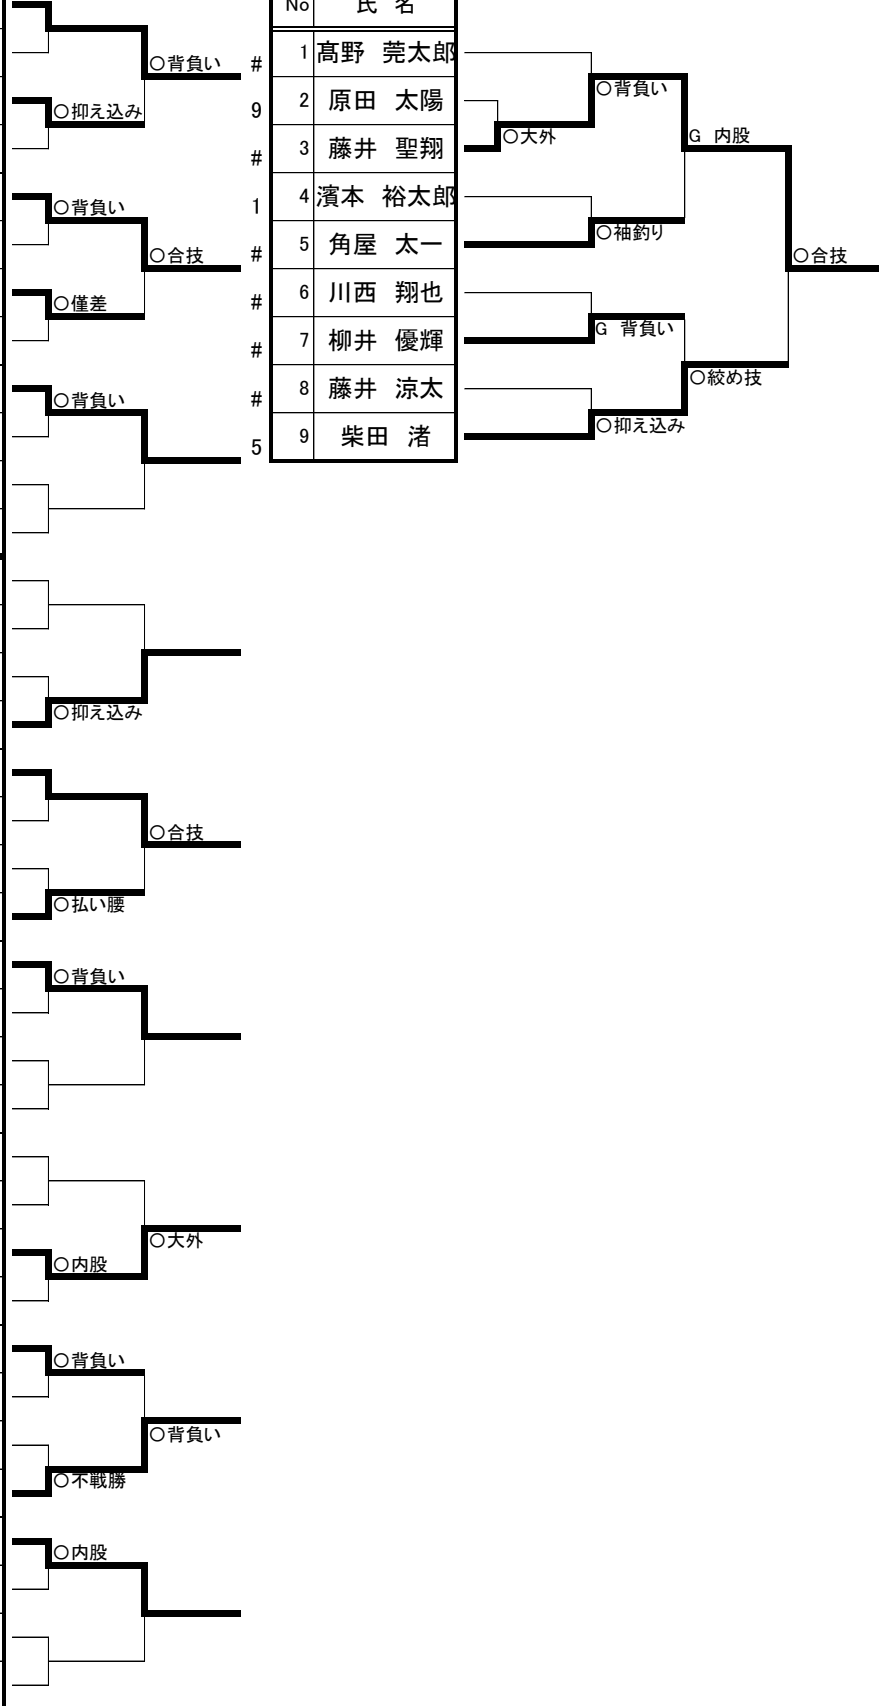 No 氏 名
○背負い # 1 髙野 莞太郎
○背負い
○抑え込み 9 2 原田 太陽
○大外 G 内股
# 3 藤井 聖翔
○背負い 1 4 濱本 裕太郎
○袖釣り
○合技 # 5 角屋 太一 ○合技
○僅差 # 6 川西 翔也
G 背負い
# 7 柳井 優輝
○絞め技
○背負い # 8 藤井 涼太
○抑え込み
5 9 柴田 渚
○抑え込み
○合技
○払い腰
○背負い
○大外
○内股
○背負い
○背負い
○不戦勝
○内股